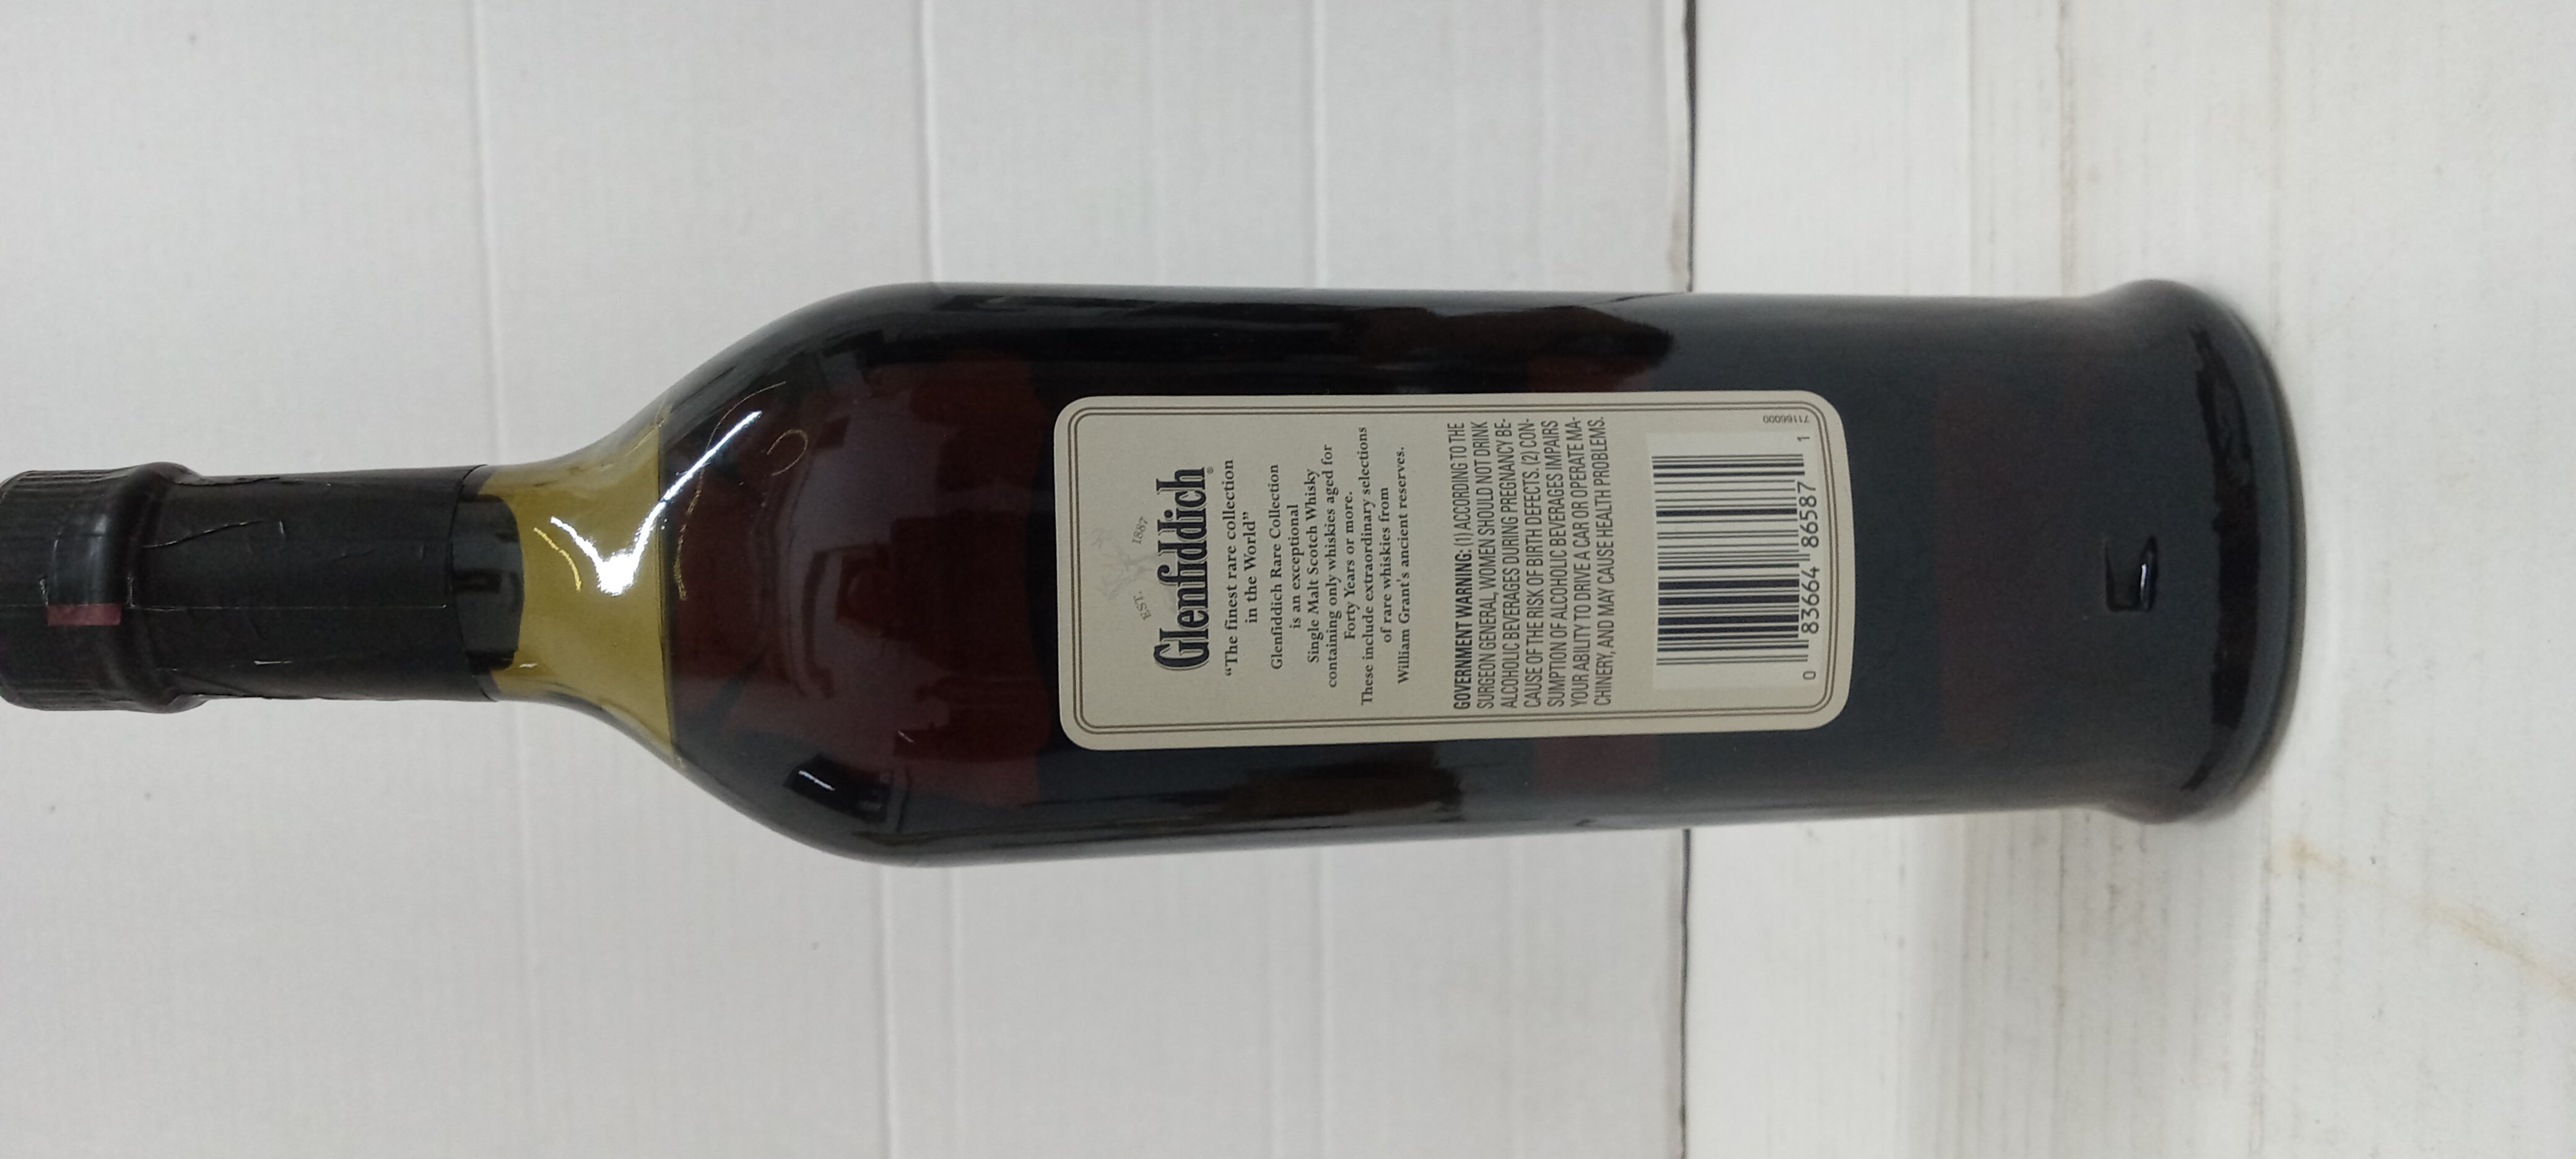 EST. 1887
Glenfiddich®
“The finest rare collection
in the World”
Glenfiddich Rare Collection
is an exceptional
Single Malt Scotch Whisky
containing only whiskies aged for
Forty Years or more.
These include extraordinary selections
of rare whiskies from
William Grant's ancient reserves.
GOVERNMENT WARNING: (1) ACCORDING TO THE
SURGEON GENERAL, WOMEN SHOULD NOT DRINK
ALCOHOLIC BEVERAGES DURING PREGNANCY BE-
CAUSE OF THE RISK OF BIRTH DEFECTS. (2) CON-
SUMPTION OF ALCOHOLIC BEVERAGES IMPAIRS
YOUR ABILITY TO DRIVE A CAR OR OPERATE MA-
CHINERY, AND MAY CAUSE HEALTH PROBLEMS.
0 83664 86587 1
71160000